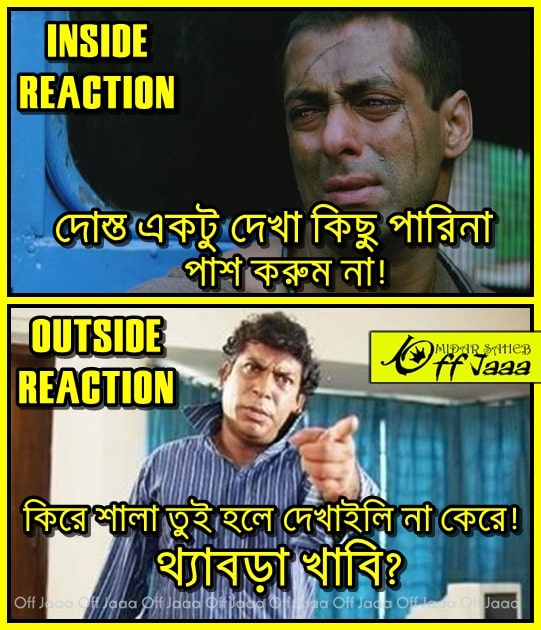 INSIDE
REACTION
দোস্ত একটু দেখা কিছু পারিনা
পাশ করুম না!
OUTSIDE
REACTION
MIDAR SAHEB
Off Jaaa
কিরে শালা তুই হলে দেখাইলি না কেরে!
থ্যাবড়া খাবি?
Off Jaaa Off Jaaa Off Jaaa Off Jaaa Off Jaaa Off Jaaa Off Jaaa Off Jaaa